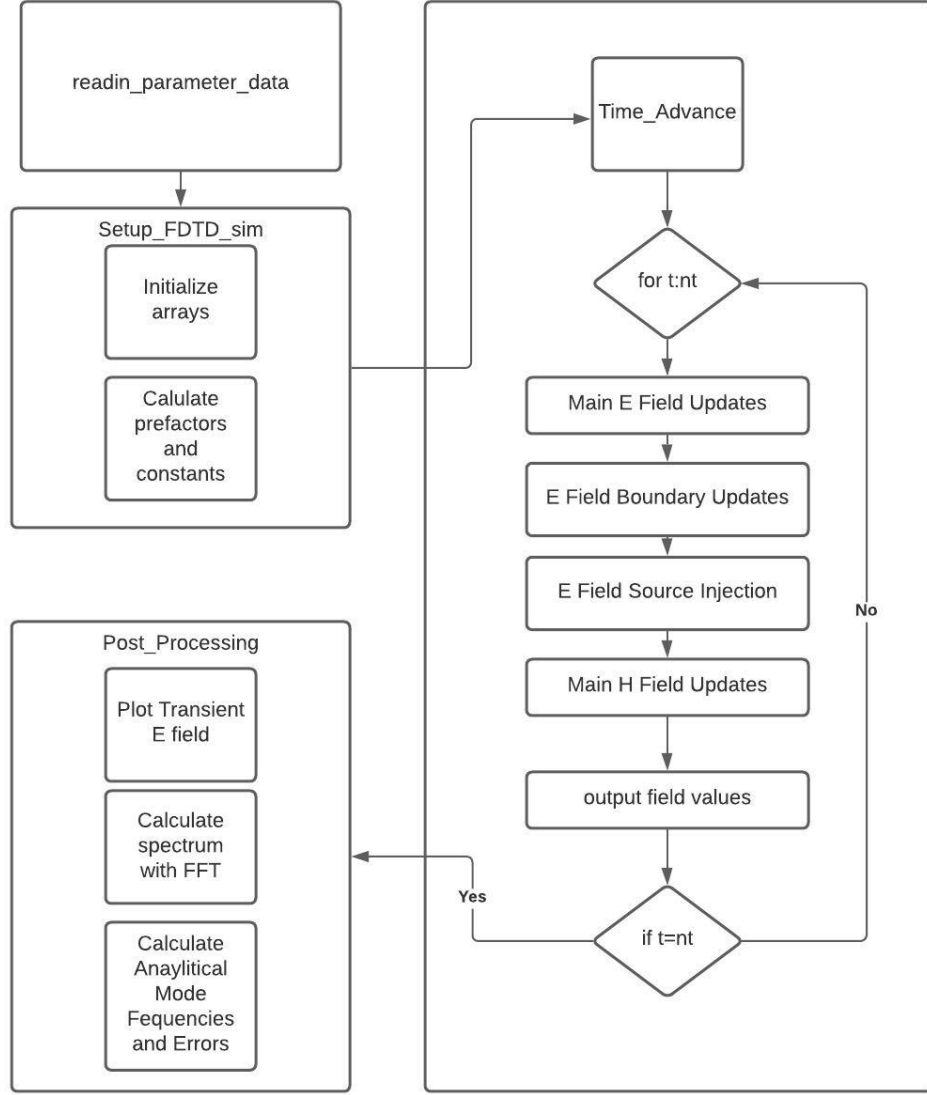 readin_parameter_data
Setup_FDTD_sim
Initialize
arrays
Calulate
prefactors
and
constants
Time_Advance
for t:nt
Main E Field Updates
E Field Boundary Updates
E Field Source Injection
Main H Field Updates
output field values
if t=nt
No
Yes
Post_Processing
Plot Transient
E field
Calculate
spectrum
with FFT
Calculate
Anaylitical
Mode
Fequencies
and Errors